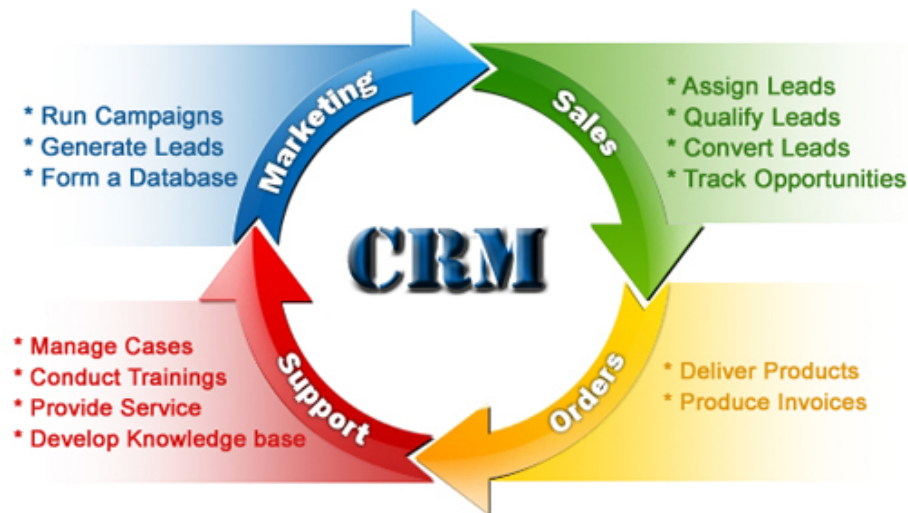 Marketing
* Run Campaigns
* Generate Leads
* Form a Database
Sales
* Assign Leads
* Qualify Leads
* Convert Leads
* Track Opportunities
CRM
Support
* Manage Cases
* Conduct Trainings
* Provide Service
* Develop Knowledge base
Orders
* Deliver Products
* Produce Invoices